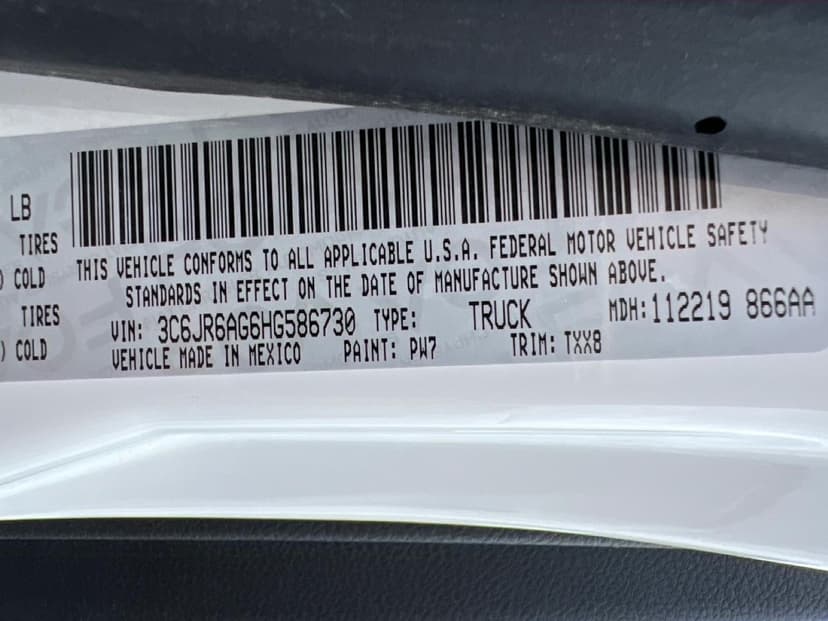 LB
TIRES
) COLD
TIRES
) COLD
THIS VEHICLE CONFORMS TO ALL APPLICABLE U.S.A. FEDERAL MOTOR VEHICLE SAFETY
STANDARDS IN EFFECT ON THE DATE OF MANUFACTURE SHOWN ABOVE.
VIN: 3C6JR6AG6HG586730 TYPE: TRUCK MDH:112219 866AA
VEHICLE MADE IN MEXICO PAINT: PW7 TRIM: TXX8